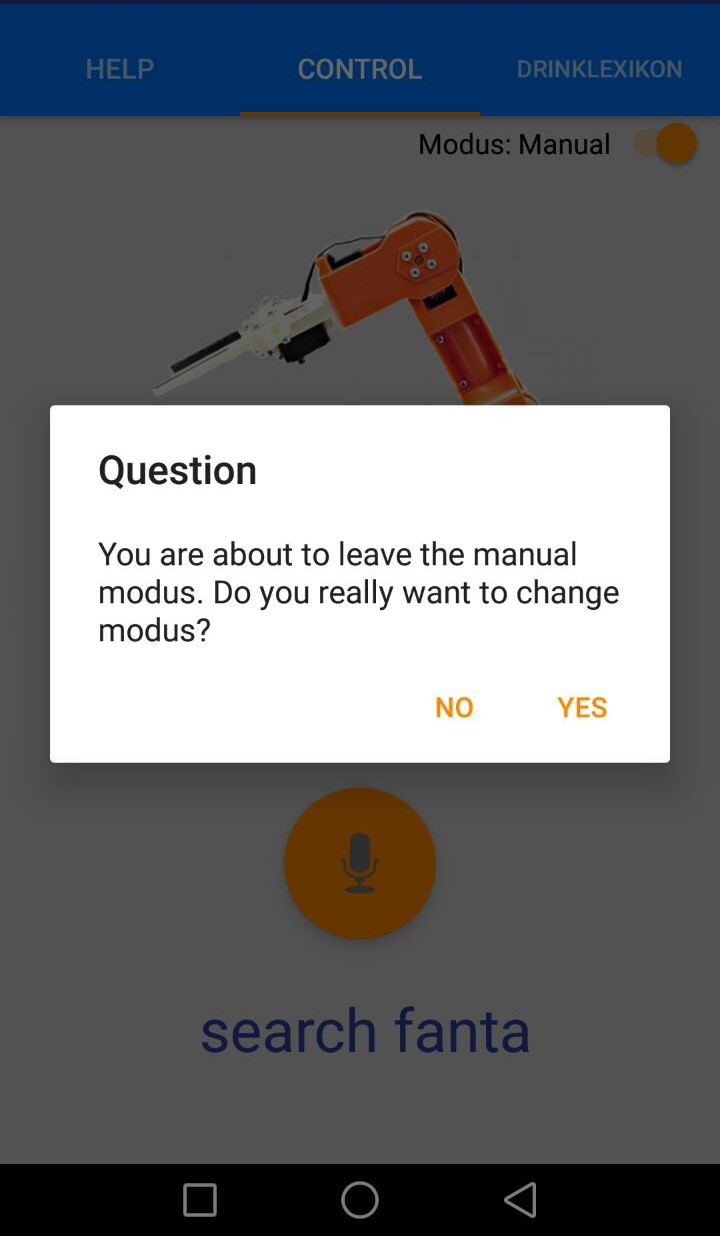 HELP CONTROL DRINKLEXIKON
Modus: Manual
Question
You are about to leave the manual
modus. Do you really want to change
modus?
NO YES
search fanta